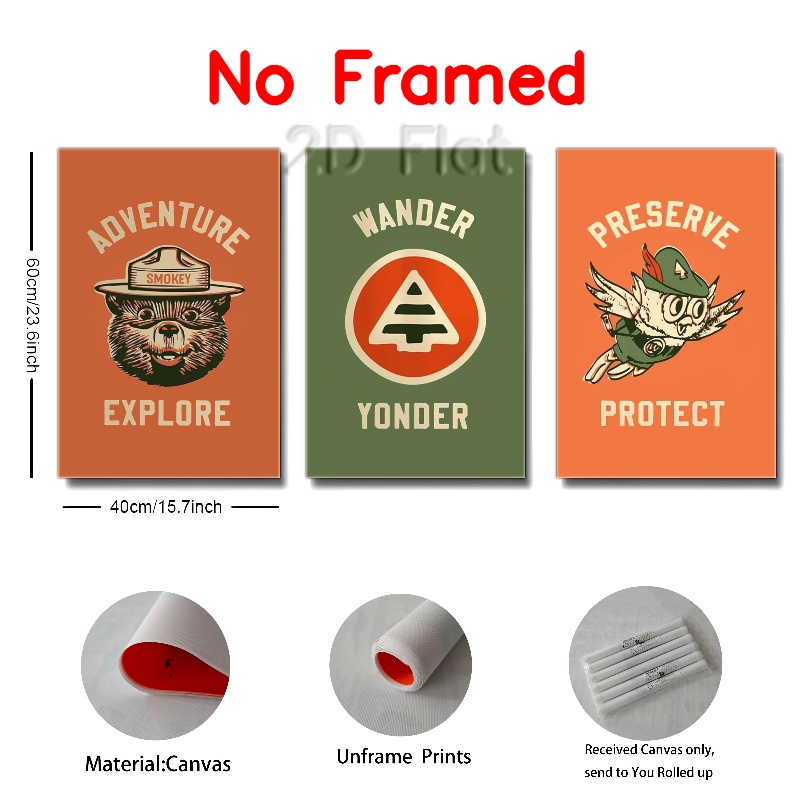 No Framed
2D Flat
60cm/23.6inch
ADVENTURE
SMOKEY
EXPLORE
WANDER
YONDER
PRESERVE
4
PROTECT
40cm/15.7inch
Material:Canvas
Unframe Prints
Received Canvas only,
send to You Rolled up